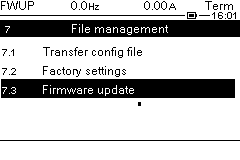 FWUP 0.0Hz 0.00A Term
16:01
7 File management
7.1 Transfer config file
7.2 Factory settings
7.3 Firmware update